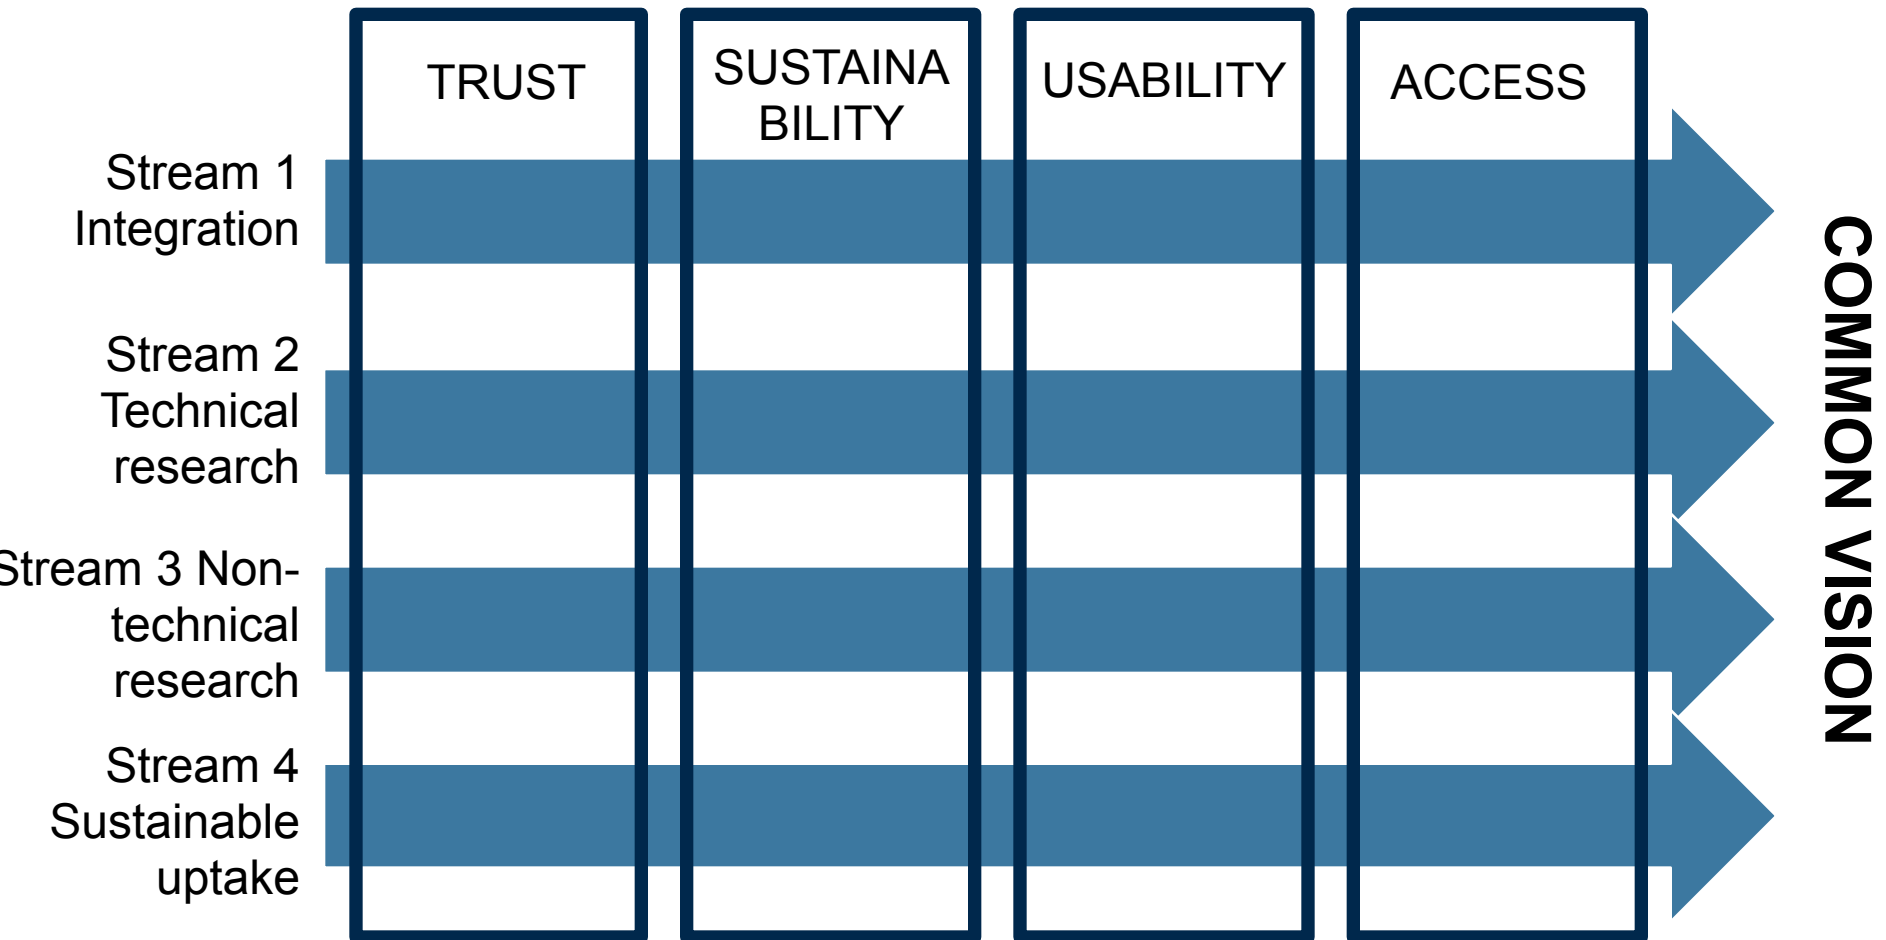 TRUST
SUSTAINA
BILITY
USABILITY
ACCESS
Stream 1
Integration
Stream 2
Technical
research
Stream 3 Non-
technical
research
Stream 4
Sustainable
uptake
COMMON VISION